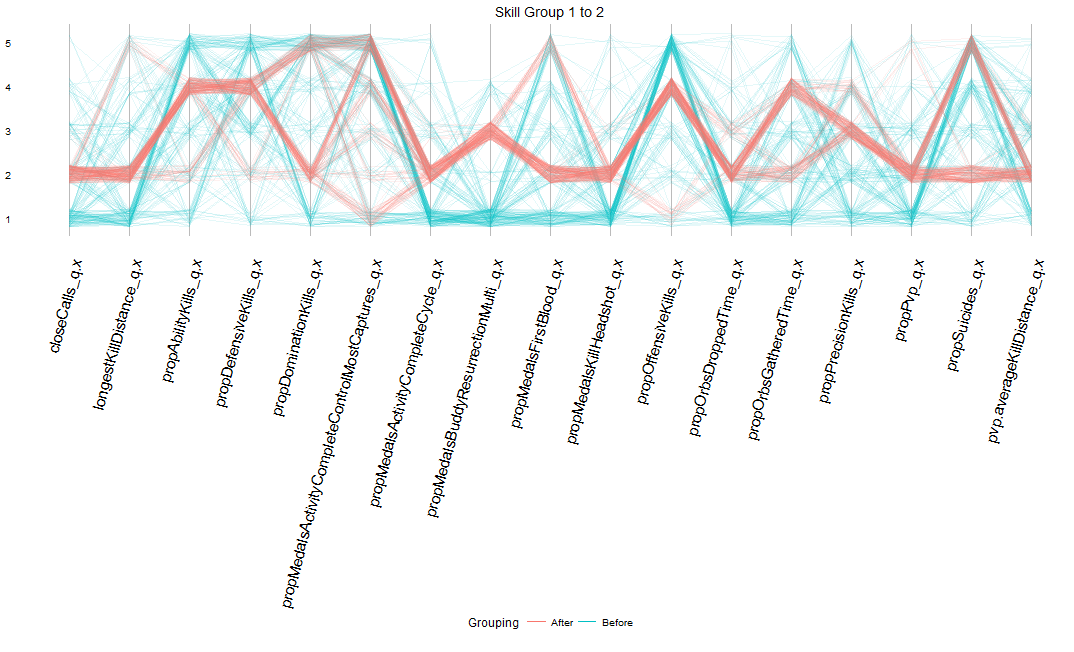 Skill Group 1 to 2
5
4
3
2
1
closeCalls_q.x
longestKillDistance_q.x
propAbilityKills_q.x
propDefensiveKills_q.x
propDominationKills_q.x
propMedalsActivityCompleteControlMostCaptures_q.x
propMedalsActivityCompleteCycle_q.x
propMedalsBuddyResurrectionMulti_q.x
propMedalsFirstBlood_q.x
propMedalsKillHeadshot_q.x
propOffensiveKills_q.x
propOrbsDroppedTime_q.x
propOrbsGatheredTime_q.x
propPrecisionKills_q.x
propPvp_q.x
propSuicides_q.x
pvp.averageKillDistance_q.x
Grouping After Before